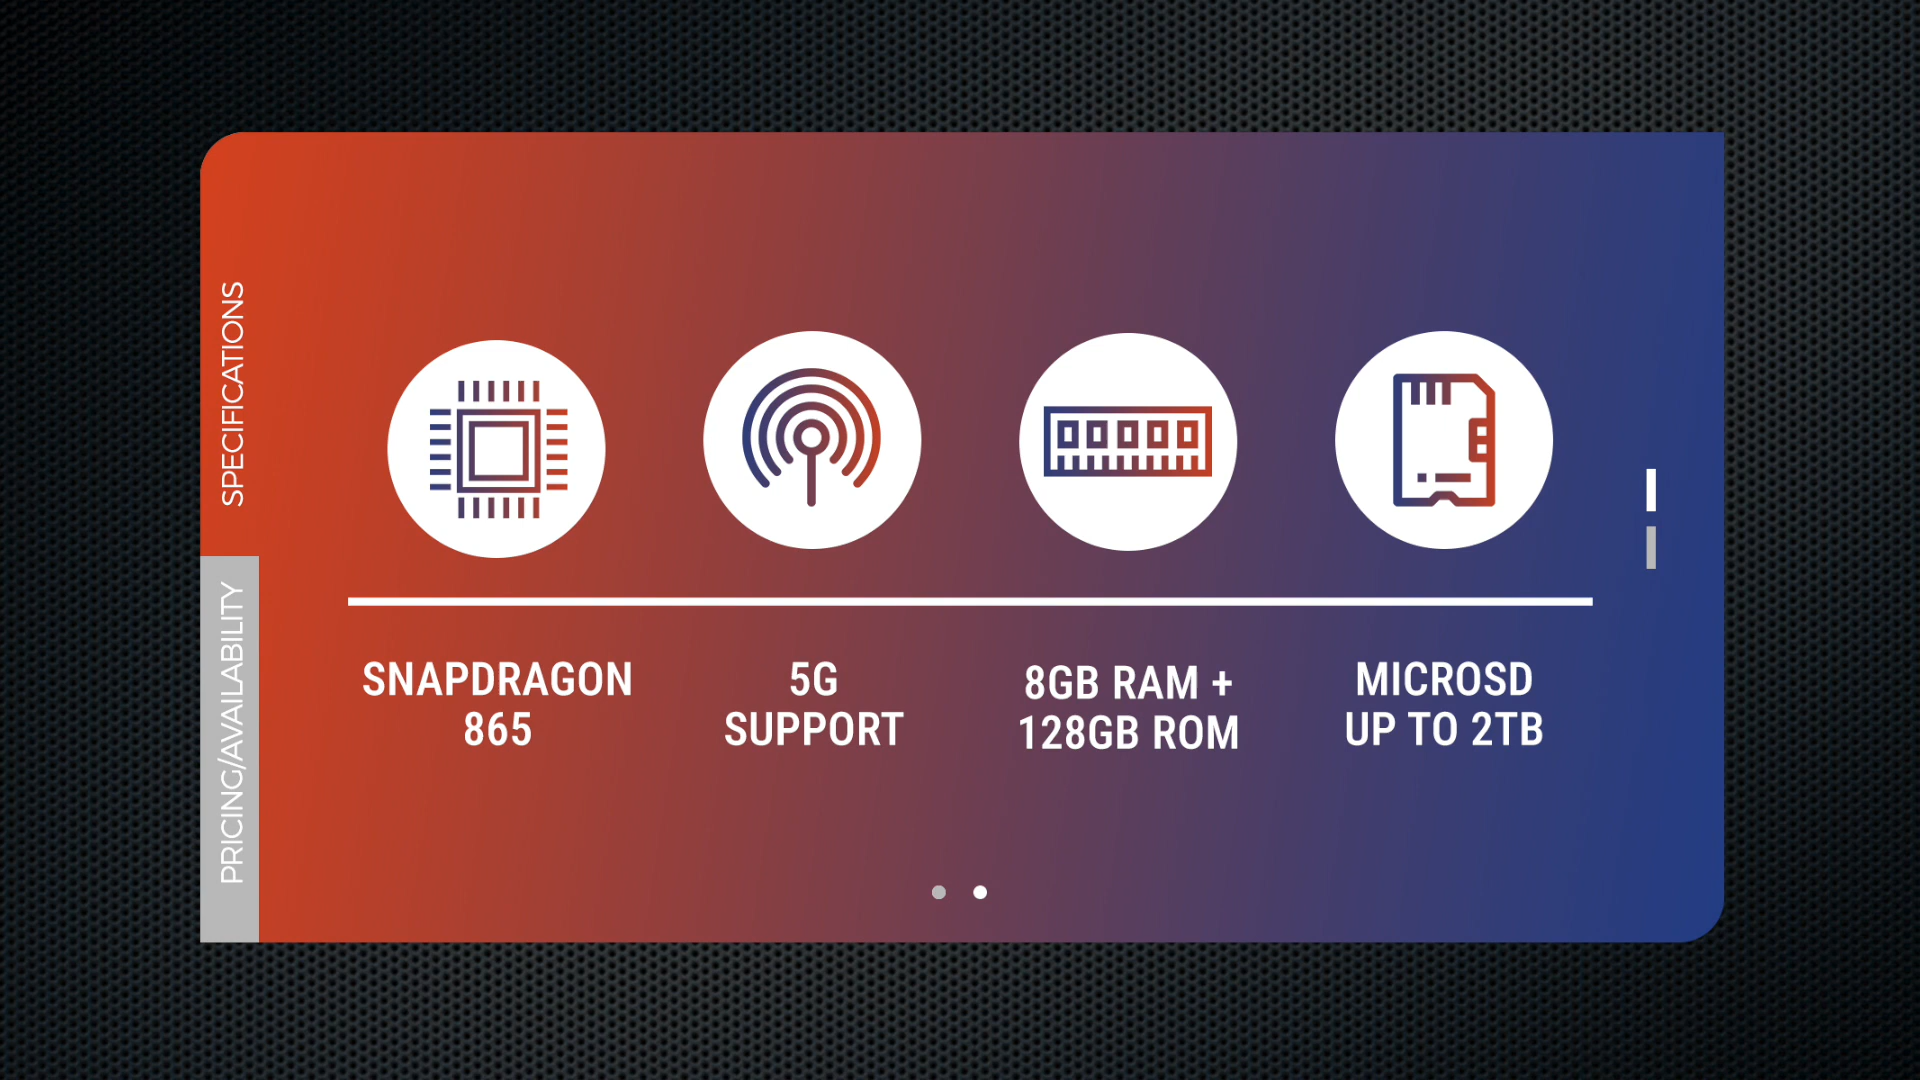 SPECIFICATIONS
PRICING/AVAILABILITY
SNAPDRAGON
865
5G
SUPPORT
8GB RAM +
128GB ROM
MICROSD
UP TO 2TB